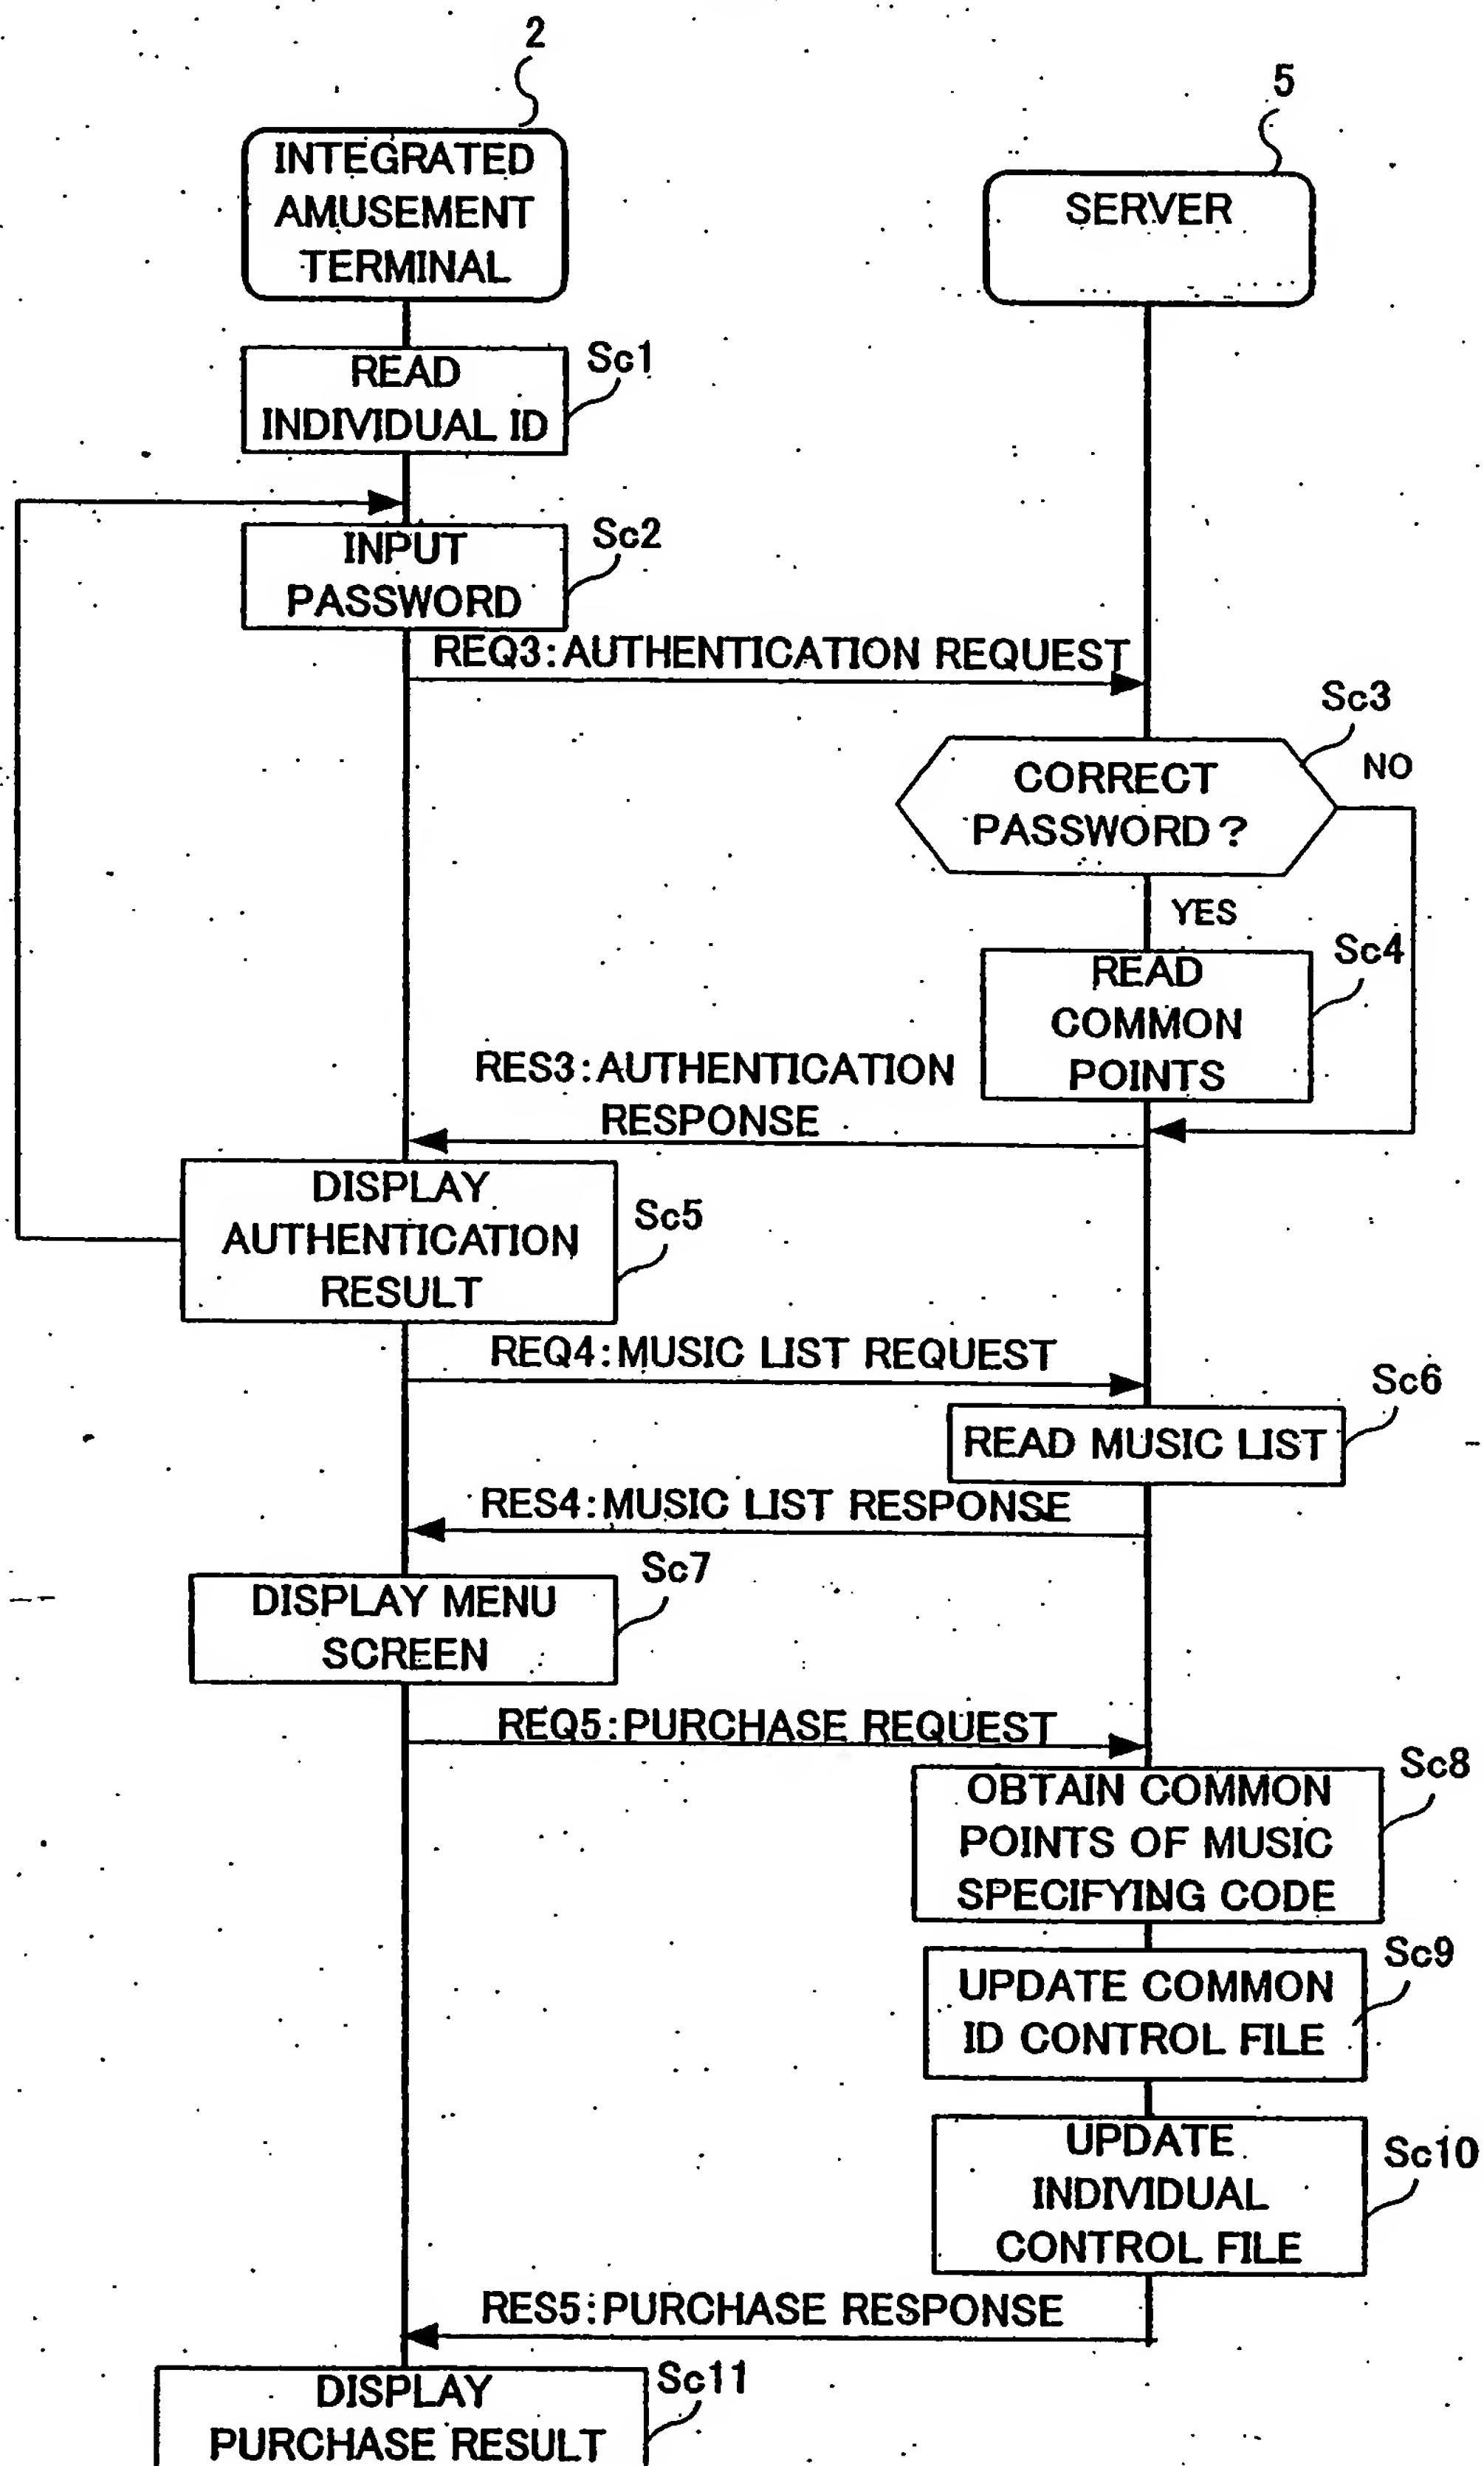 2
5
INTEGRATED
AMUSEMENT
TERMINAL
SERVER
READ
INDIVIDUAL ID
Sc1
INPUT
PASSWORD
Sc2
REQ3:AUTHENTICATION REQUEST
Sc3
CORRECT
PASSWORD?
NO
YES
READ
COMMON
POINTS
Sc4
RES3:AUTHENTICATION
RESPONSE
DISPLAY
AUTHENTICATION
RESULT
Sc5
REQ4:MUSIC LIST REQUEST
Sc6
READ MUSIC LIST
RES4:MUSIC LIST RESPONSE
Sc7
DISPLAY MENU
SCREEN
REQ5:PURCHASE REQUEST
Sc8
OBTAIN COMMON
POINTS OF MUSIC
SPECIFYING CODE
Sc9
UPDATE COMMON
ID CONTROL FILE
Sc10
UPDATE
INDIVIDUAL
CONTROL FILE
RES5:PURCHASE RESPONSE
Sc11
DISPLAY
PURCHASE RESULT